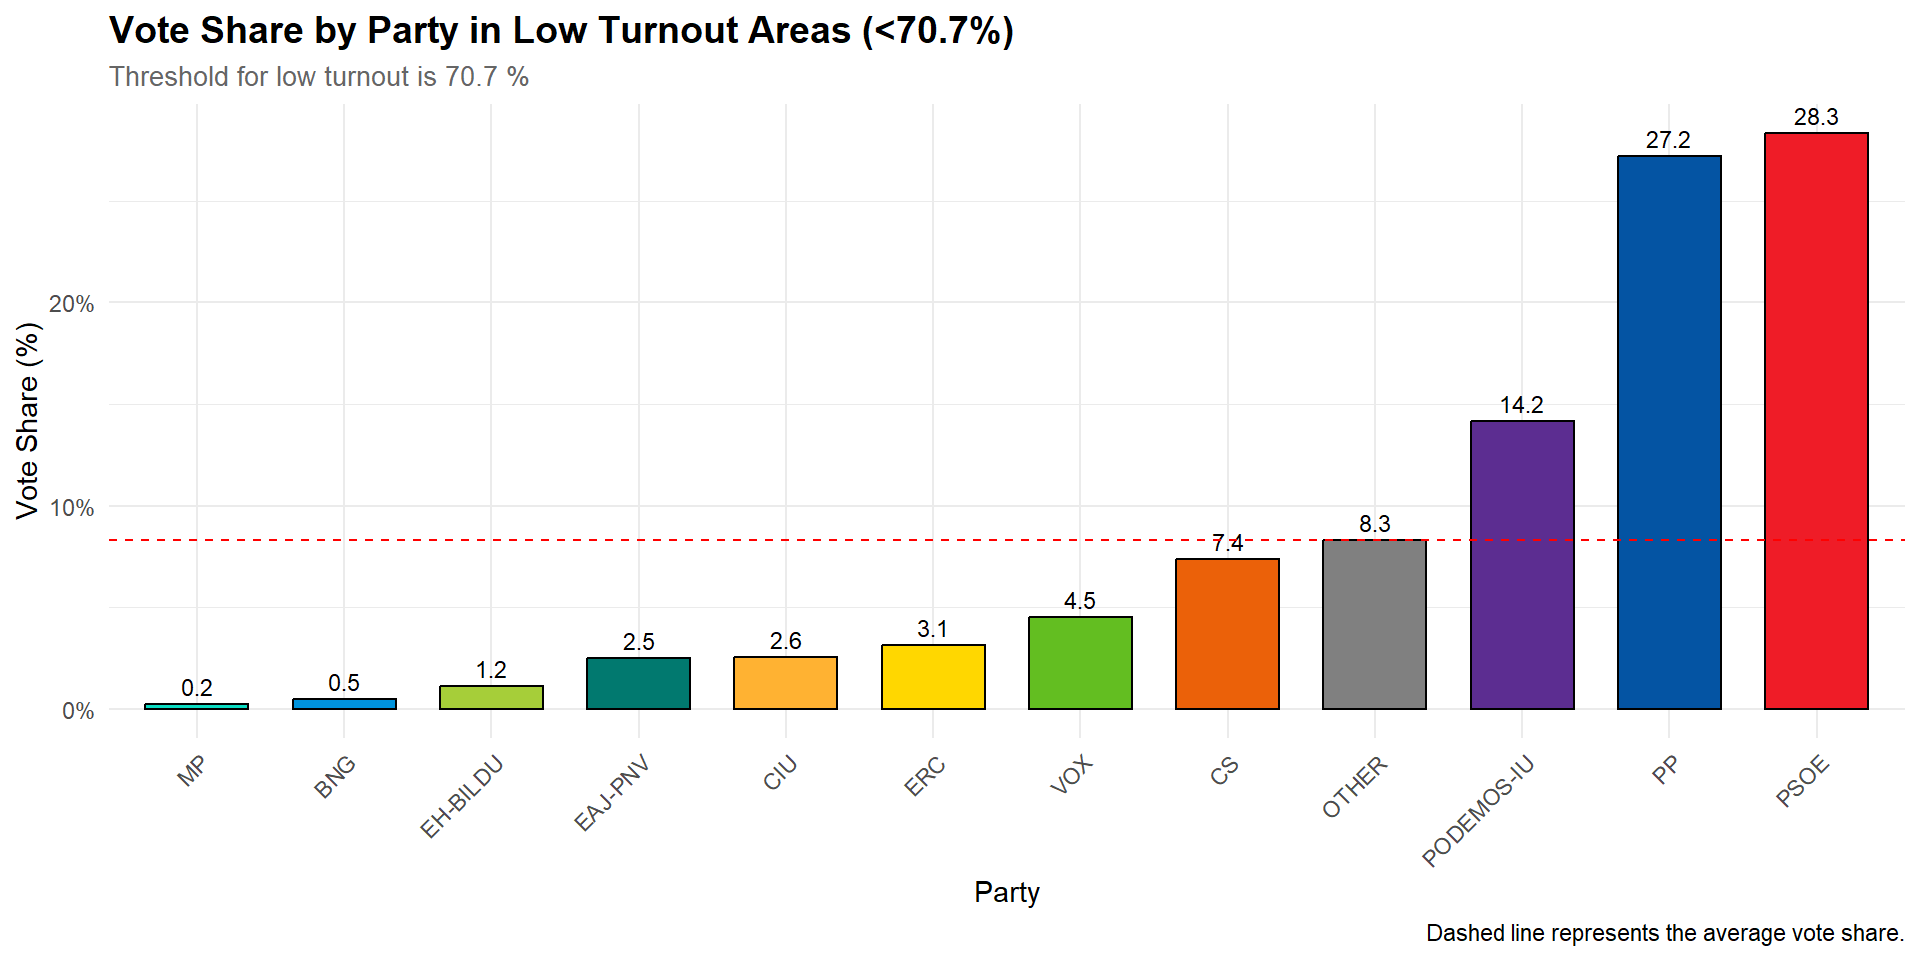 Vote Share by Party in Low Turnout Areas (<70.7%)
Threshold for low turnout is 70.7 %
Vote Share (%)
20%
10%
0%
0.2
0.5
1.2
2.5
2.6
3.1
4.5
7.4
8.3
14.2
27.2
28.3
MP
BNG
EH-BILDU
EAJ-PNV
CIU
ERC
VOX
CS
OTHER
PODEMOS-IU
PP
PSOE
Party
Dashed line represents the average vote share.